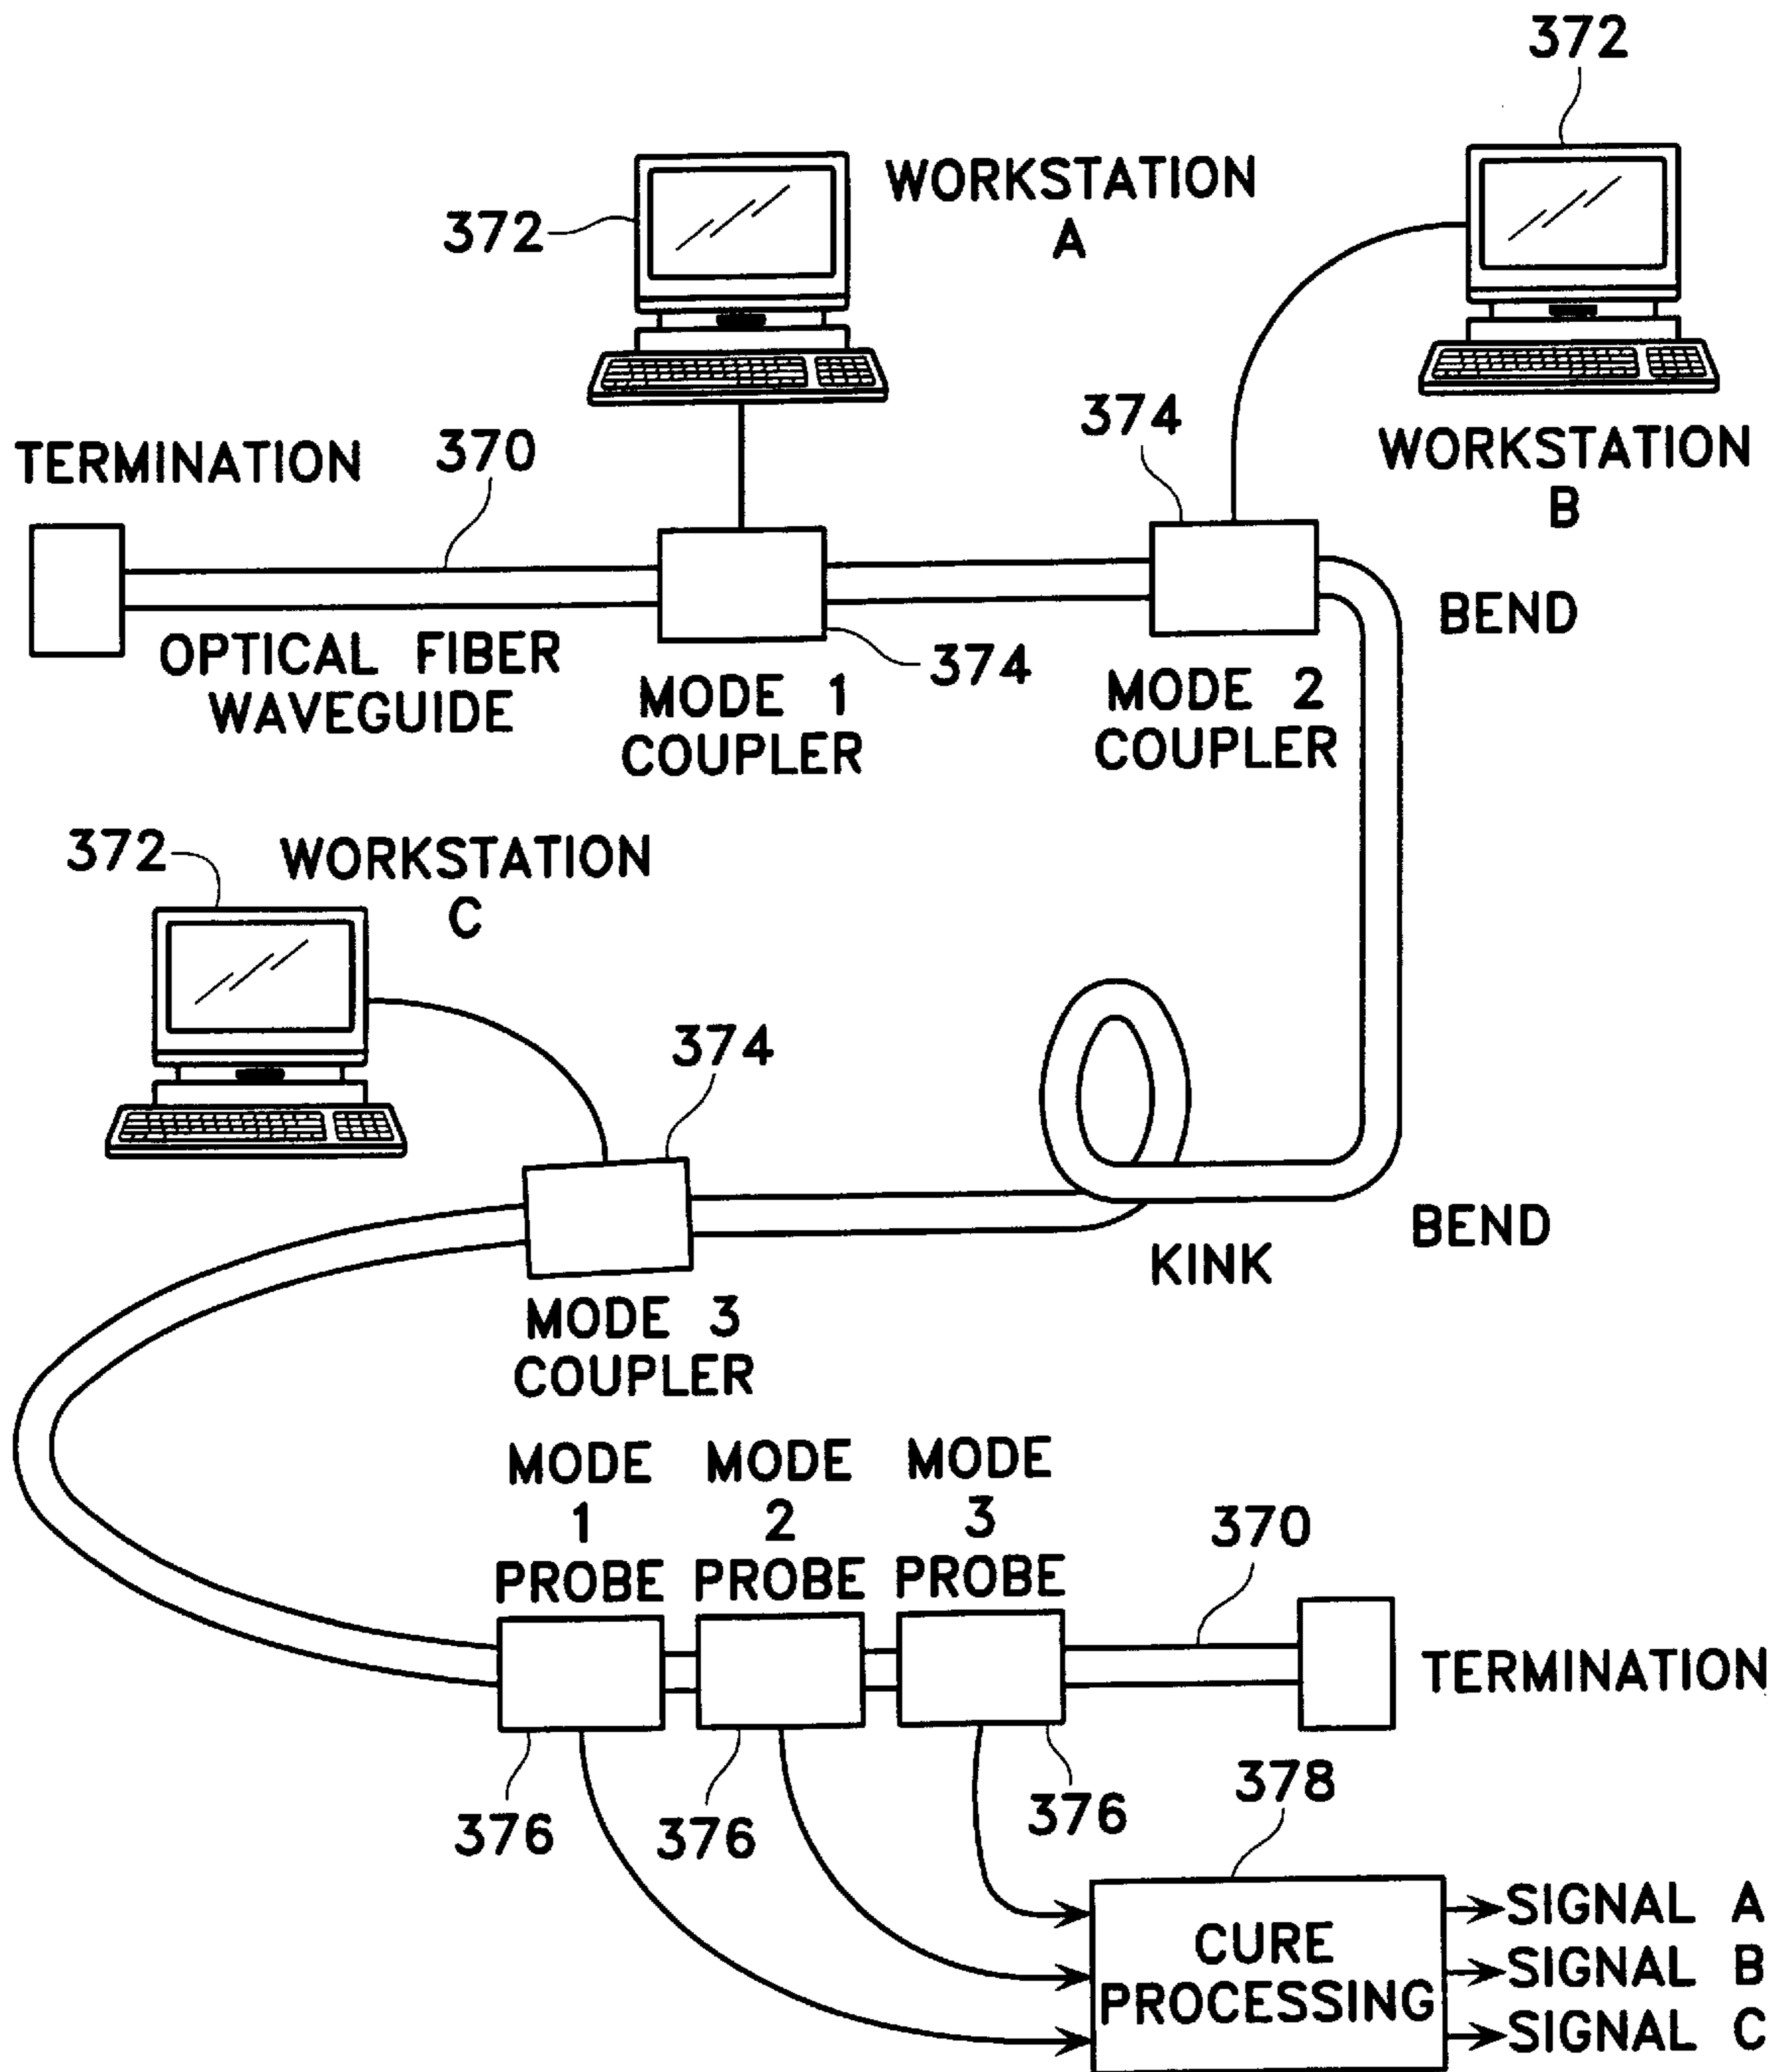 372
372
WORKSTATION
A
374
TERMINATION
370
WORKSTATION
B
OPTICAL FIBER
WAVEGUIDE
374
BEND
MODE 1
COUPLER
MODE 2
COUPLER
372
WORKSTATION
C
374
BEND
KINK
MODE 3
COUPLER
MODE
1
PROBE
MODE
2
PROBE
MODE
3
PROBE
370
TERMINATION
376
376
376
378
CURE
PROCESSING
SIGNAL A
SIGNAL B
SIGNAL C